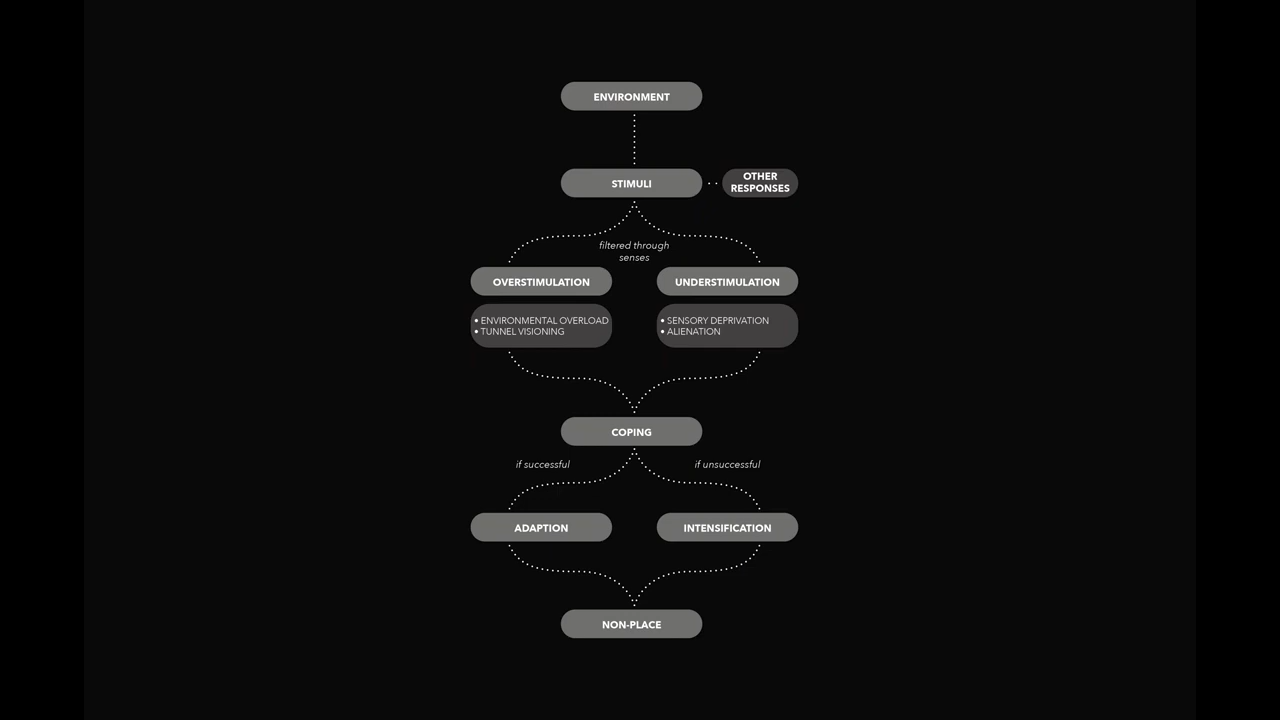 ENVIRONMENT
STIMULI
OTHER
RESPONSES
filtered through
senses
OVERSTIMULATION
UNDERSTIMULATION
• ENVIRONMENTAL OVERLOAD
• TUNNEL VISIONING
• SENSORY DEPRIVATION
• ALIENATION
COPING
if successful
if unsuccessful
ADAPTION
INTENSIFICATION
NON-PLACE